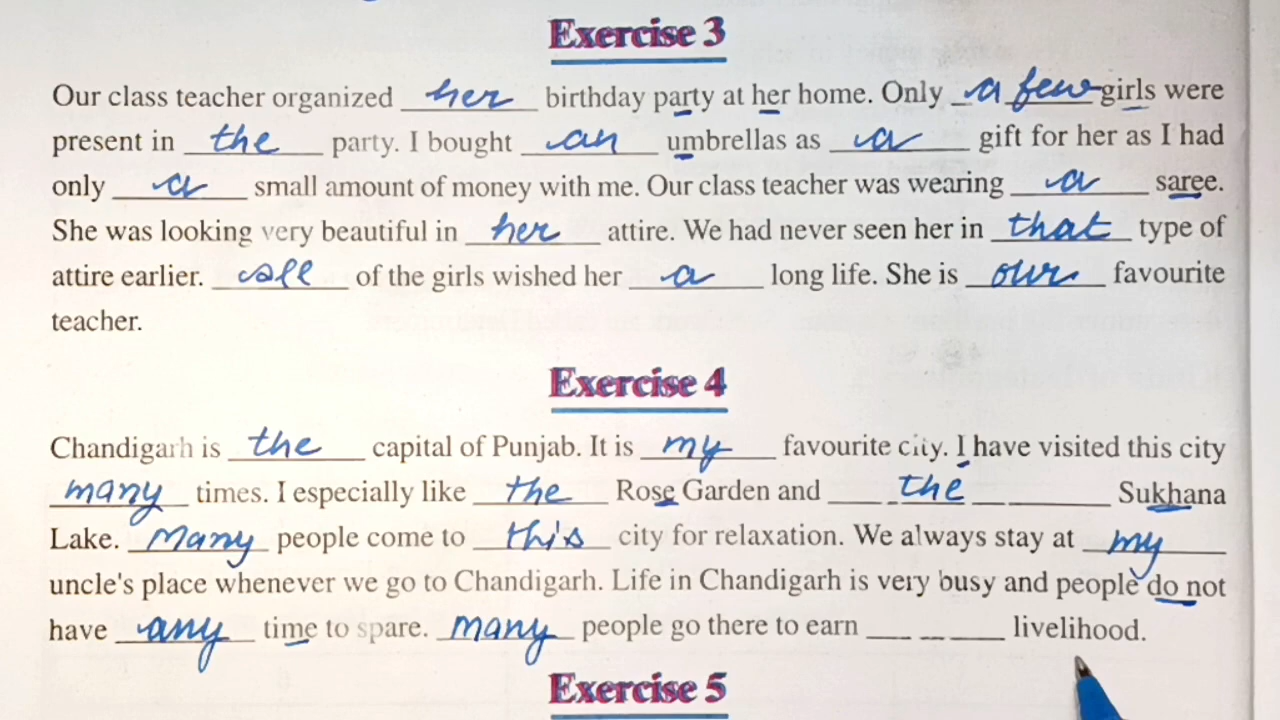 Exercise 3
Our class teacher organized her birthday party at her home. Only a few girls were
present in the party. I bought an umbrellas as a gift for her as I had
only a small amount of money with me. Our class teacher was wearing a saree.
She was looking very beautiful in her attire. We had never seen her in that type of
attire earlier. all of the girls wished her a long life. She is our favourite
teacher.
Exercise 4
Chandigarh is the capital of Punjab. It is my favourite city. I have visited this city
many times. I especially like the Rose Garden and the Sukhana
Lake. Many people come to this city for relaxation. We always stay at my
uncle's place whenever we go to Chandigarh. Life in Chandigarh is very busy and people do not
have any time to spare. many people go there to earn ___ livelihood.
Exercise 5